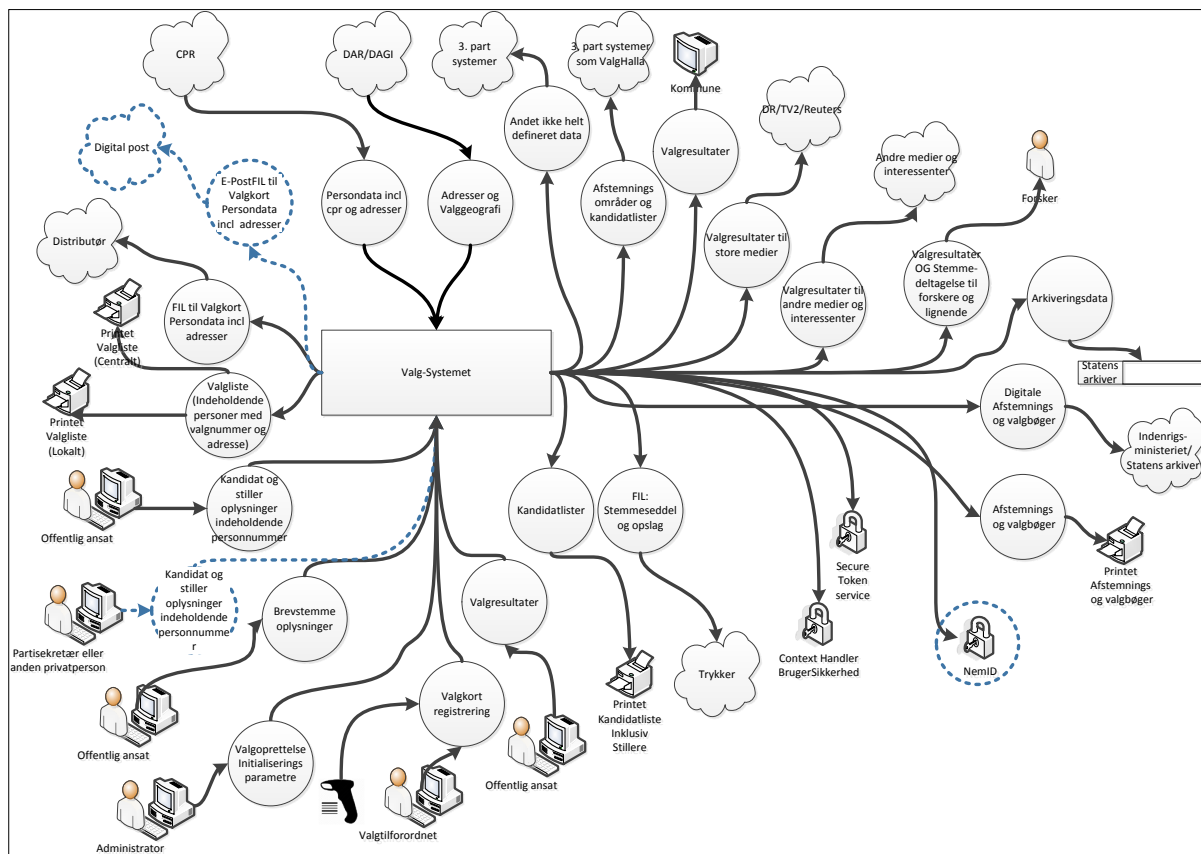 CPR
DAR/DAGI
3. part
systemer
3. part systemer
som ValgHalla
Kommune
DR/TV2/Reuters
Andre medier og
interessenter
Forsker
Digital post
E-PostFIL til
Valgkort
Persondata
incl adresser
Persondata incl
cpr og adresser
Adresser og
Valggeografi
Andet ikke helt
defineret data
Afstemnings
områder og
kandidatlister
Valgresultater
Valgresultater til
store medier
Valgresultater til
andre medier og
interessenter
Valgresultater
OG Stemme-
deltagelse til
forskere og
lignende
Arkiveringsdata
Statens
arkiver
Distributør
FIL til Valgkort
Persondata incl
adresser
Printet
Valgliste
(Centralt)
Valgliste
(Indeholdende
personer med
valgnummer og
adresse)
Printet
Valgliste
(Lokalt)
Valg-Systemet
Digitale
Afstemnings
og valgbøger
Indenrigs-
ministeriet/
Statens arkiver
Kandidat og
stiller
oplysninger
indeholdende
personnummer
Offentlig ansat
Kandidatlister
FIL:
Stemmeseddel
og opslag
Secure
Token
service
Afstemnings
og valgbøger
Printet
Afstemnings
og valgbøger
Kandidat og
stiller
oplysninger
indeholdende
personnumme
r
Partisekretær eller
anden privatperson
Brevstemme
oplysninger
Valgresultater
Context Handler
BrugerSikkerhed
NemID
Trykker
Printet
Kandidatliste
Inklusiv
Stillere
Offentlig ansat
Valgoprettelse
Initialiserings
parametre
Valgkort
registrering
Offentlig ansat
Administrator
Valgtilforordnet